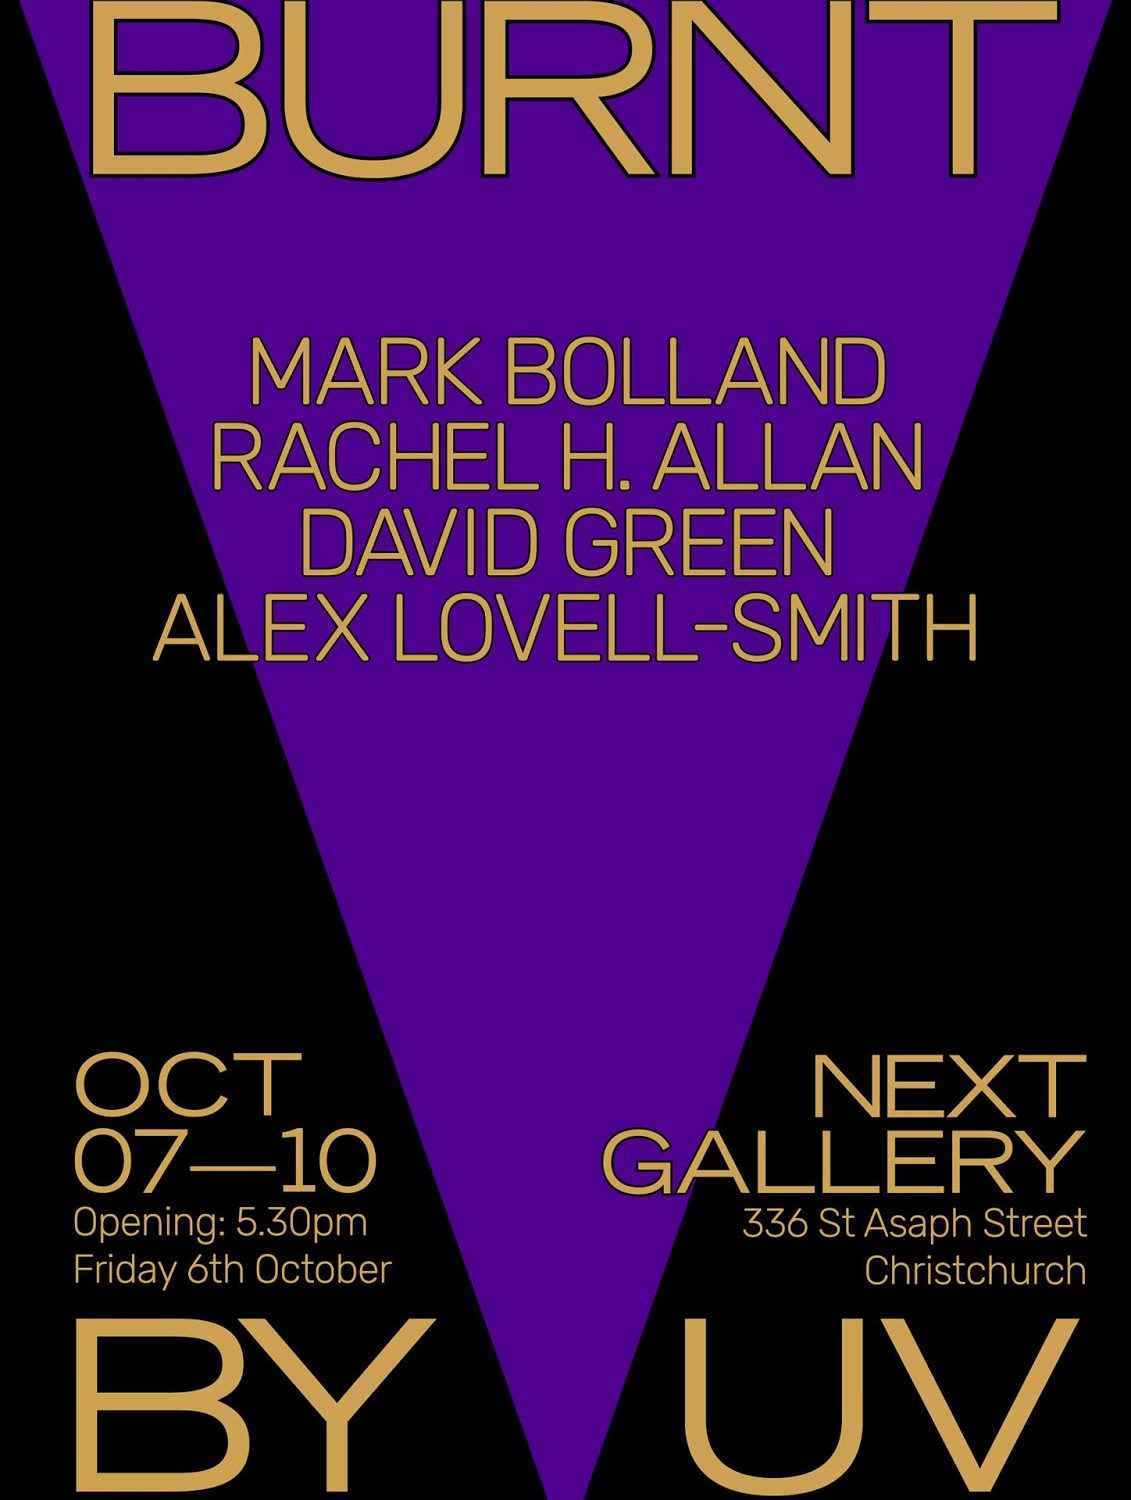 BURNT
MARK BOLLAND
RACHEL H. ALLAN
DAVID GREEN
ALEX LOVELL-SMITH
OCT
07—10
Opening: 5.30pm
Friday 6th October
NEXT
GALLERY
336 St Asaph Street
Christchurch
BY UV